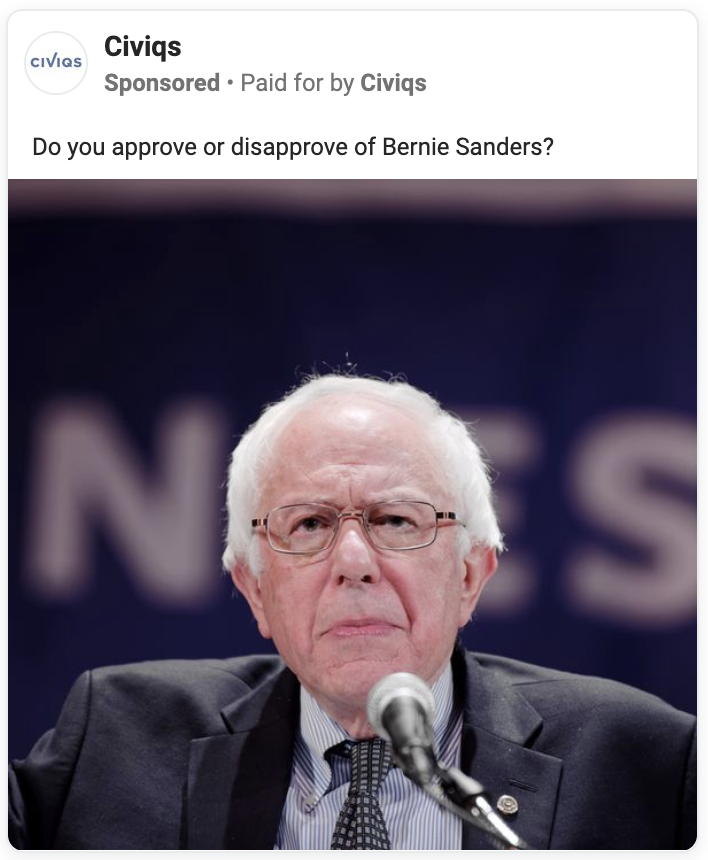 CIVIQS
Civiqs
Sponsored • Paid for by Civiqs
Do you approve or disapprove of Bernie Sanders?
N ES